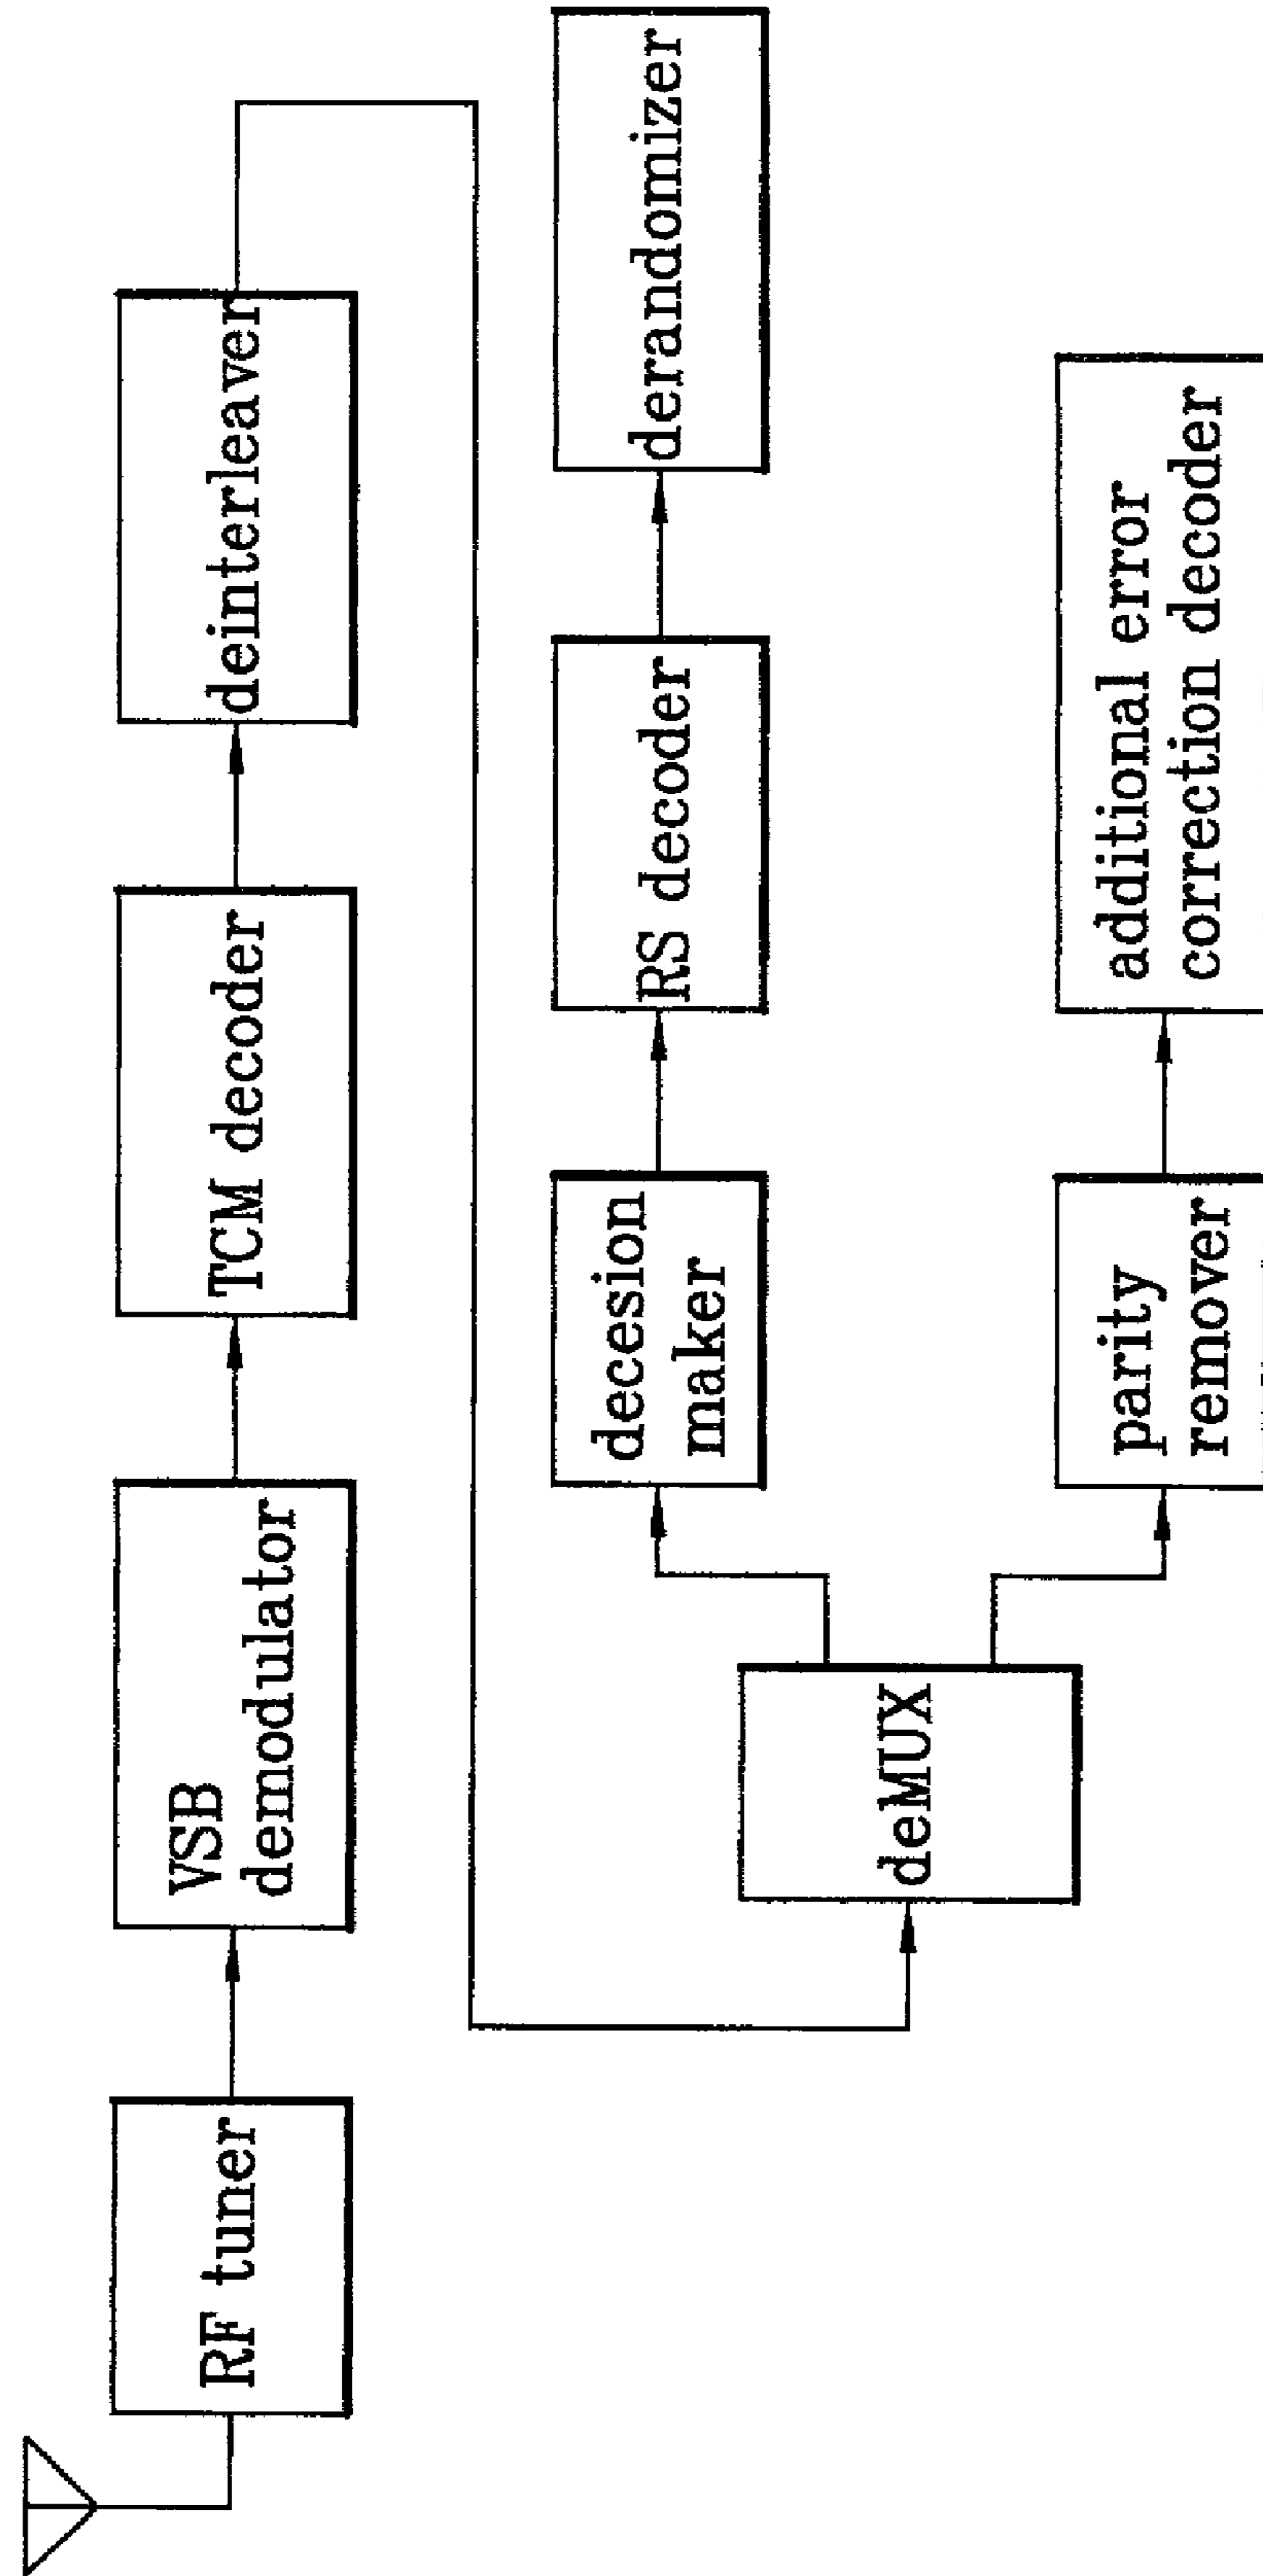 RF tuner
VSB
demodulator
TCM decoder
deinterleaver
deMUX
decesion
maker
RS decoder
derandomizer
parity
remover
additional error
correction decoder